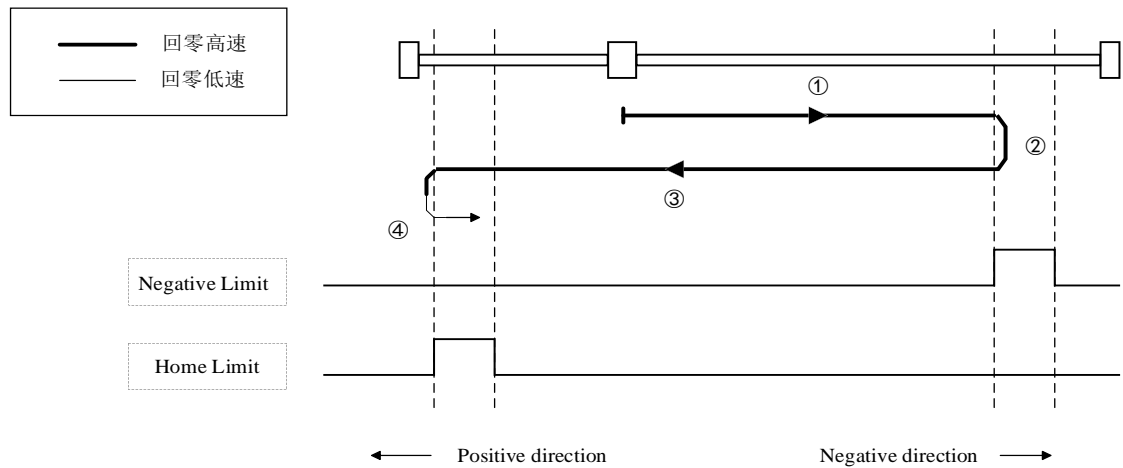 回零高速
回零低速
①
②
③
④
Negative Limit
Home Limit
Positive direction
Negative direction